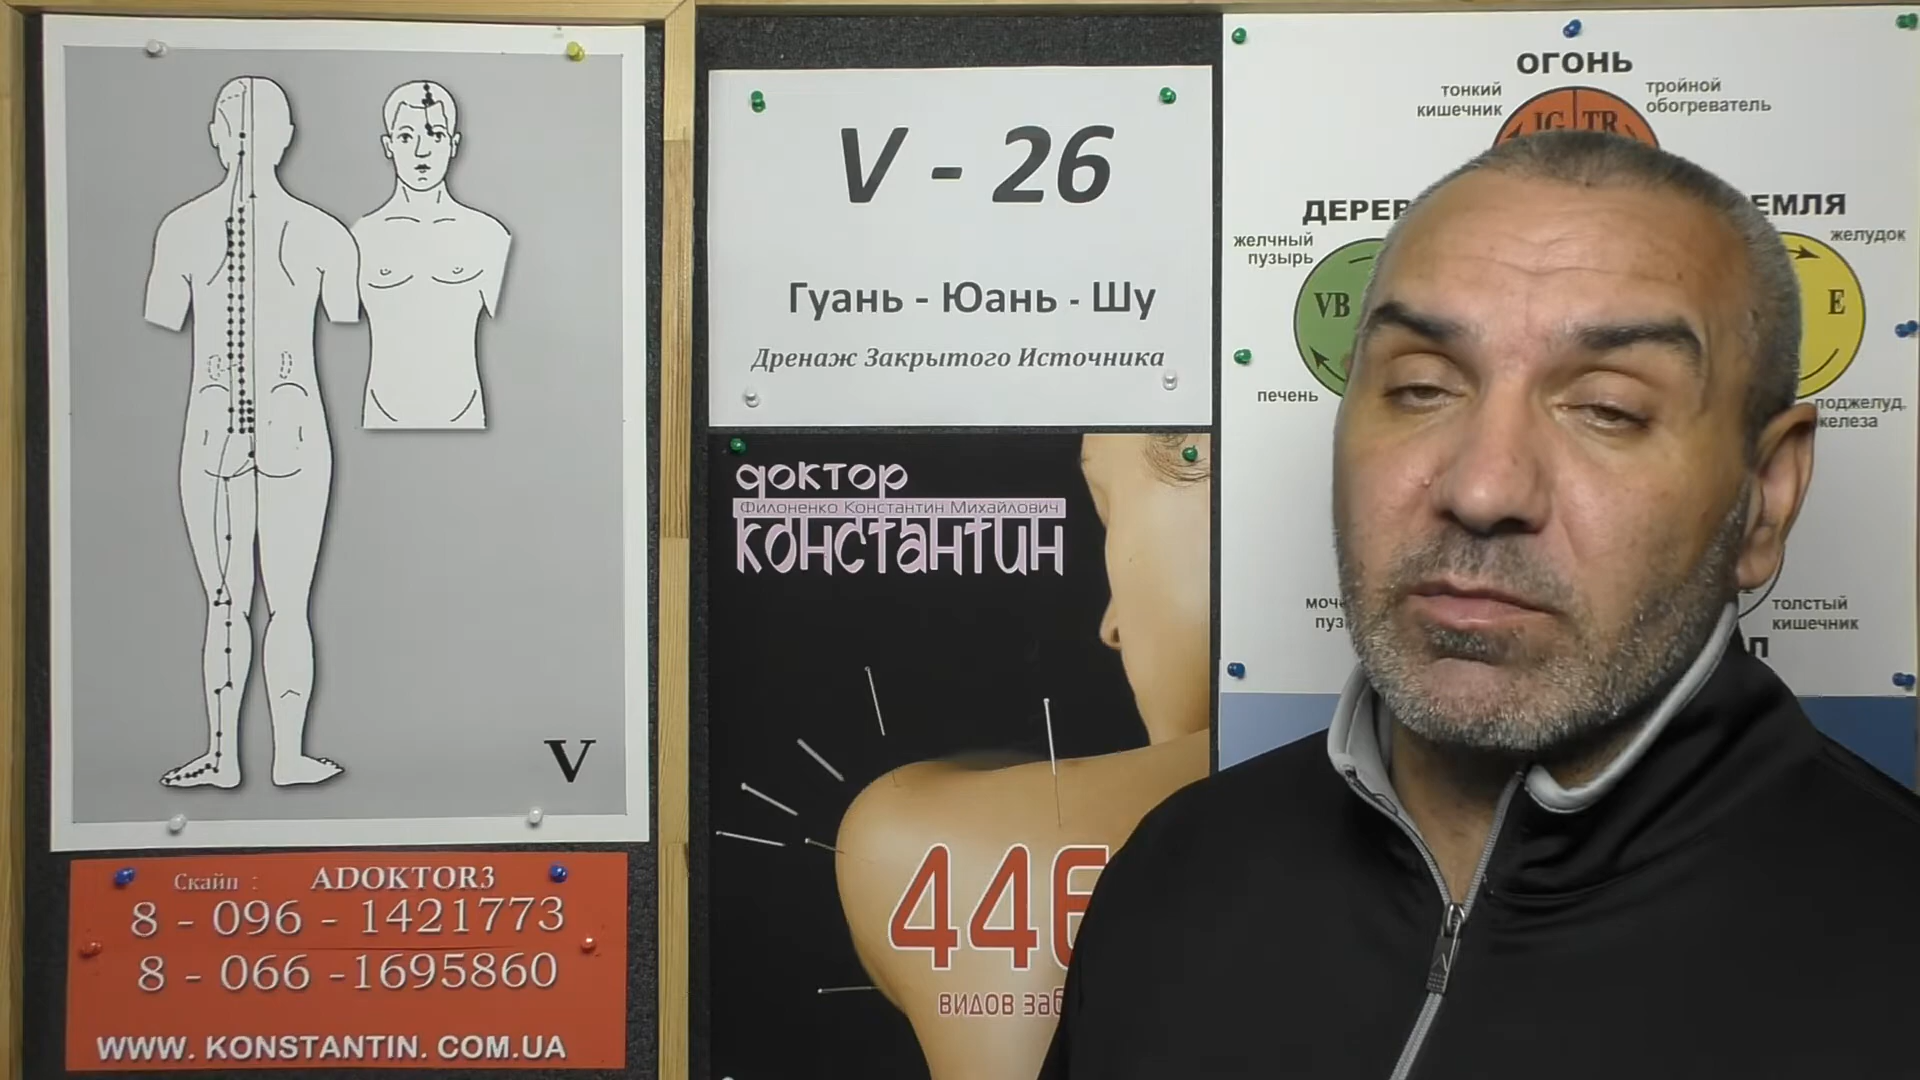 V
Скайп : ADOKTOR3
8 - 096 - 1421773
8 - 066 -1695860
WWW. KONSTANTIN. COM.UA
V - 26
Гуань - Юань - Шу
Дренаж Закрытого Источника
доктор
Филоненко Константин Михайлович
константин
446
видов заб
ОГОНЬ
тонкий
кишечник
тройной
обогреватель
IG TR
ДЕРЕВ
ЕМЛЯ
желчный
пузырь
желудок
VB
E
печень
поджелуд.
железа
моч
пуз
толстый
кишечник
Л